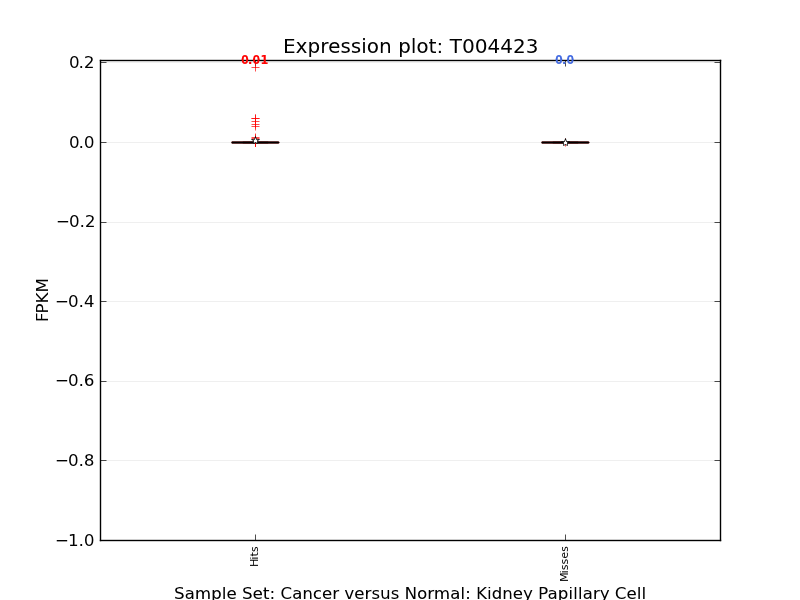 Expression plot: T004423
0.01
0.0
0.2
0.0
−0.2
−0.4
−0.6
−0.8
−1.0
FPKM
Hits
Misses
Sample Set: Cancer versus Normal: Kidney Papillary Cell